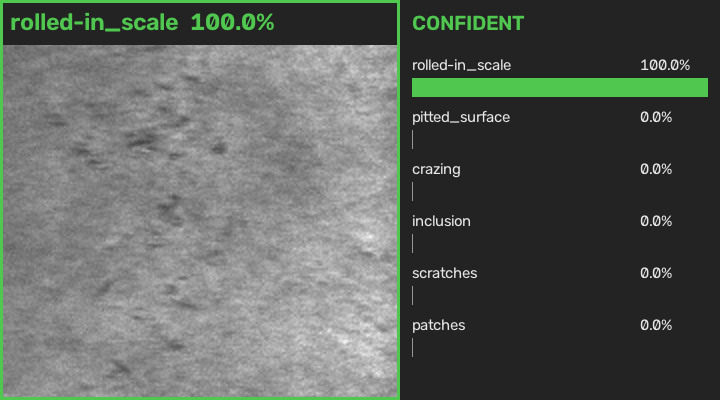 rolled-in_scale 100.0%
CONFIDENT
rolled-in_scale 100.0%
pitted_surface 0.0%
crazing 0.0%
inclusion 0.0%
scratches 0.0%
patches 0.0%